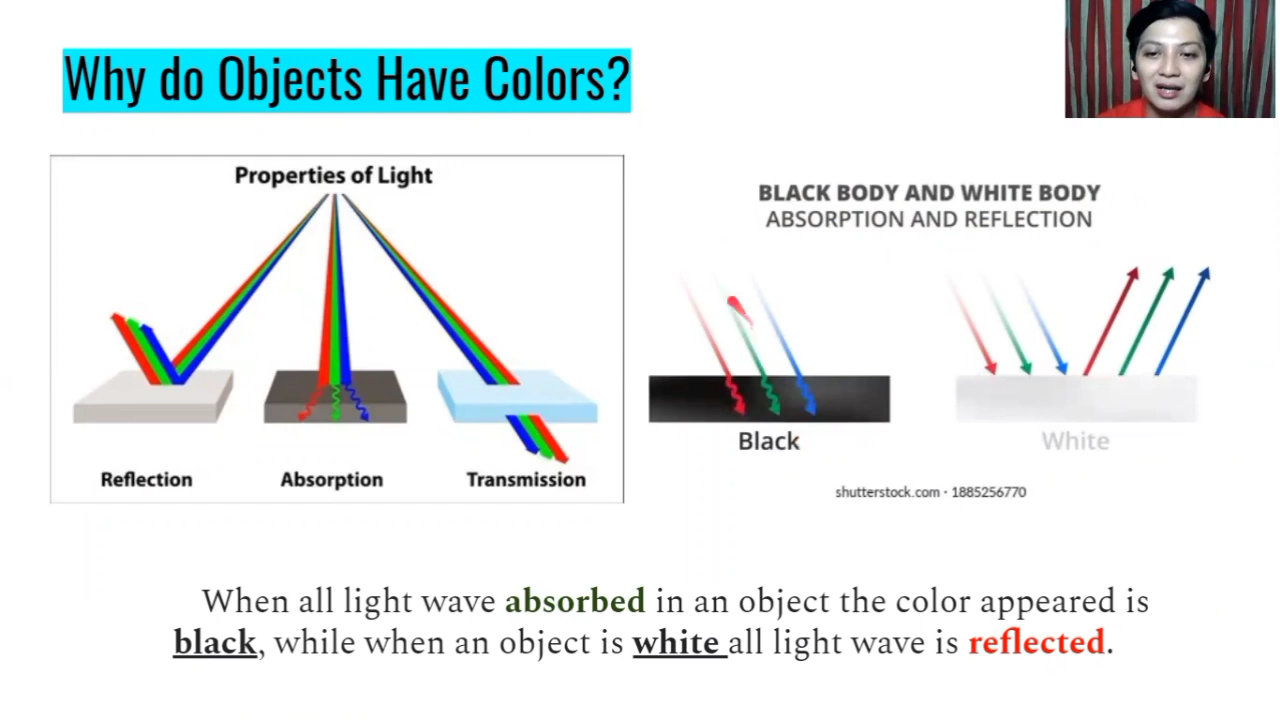 Why do Objects Have Colors?
Properties of Light
Reflection
Absorption
Transmission
BLACK BODY AND WHITE BODY
ABSORPTION AND REFLECTION
Black
White
shutterstock.com · 1885256770
When all light wave absorbed in an object the color appeared is
black, while when an object is white all light wave is reflected.